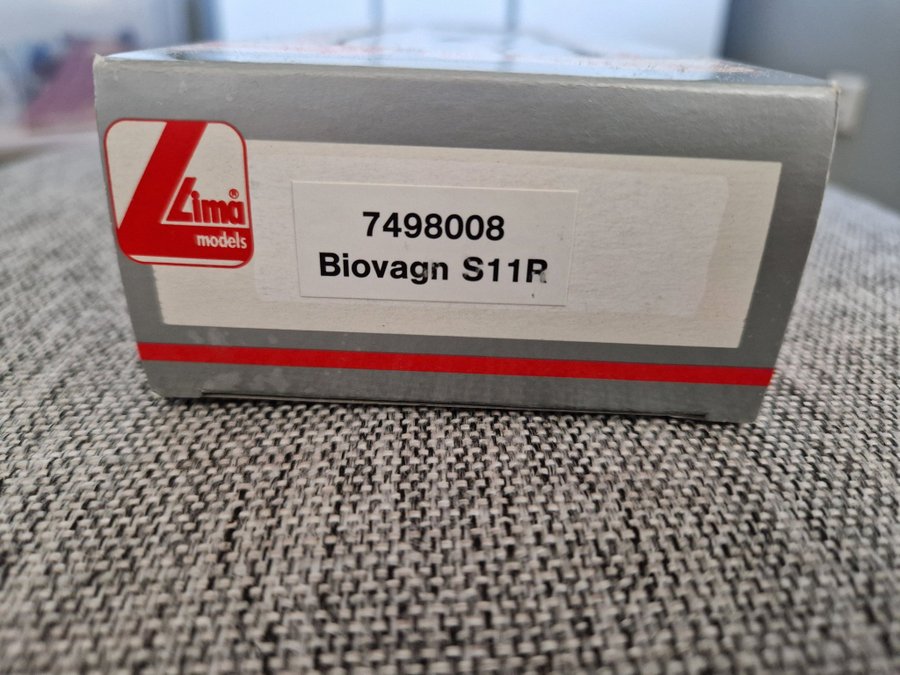 Lima®
models
7498008
Biovagn S11R